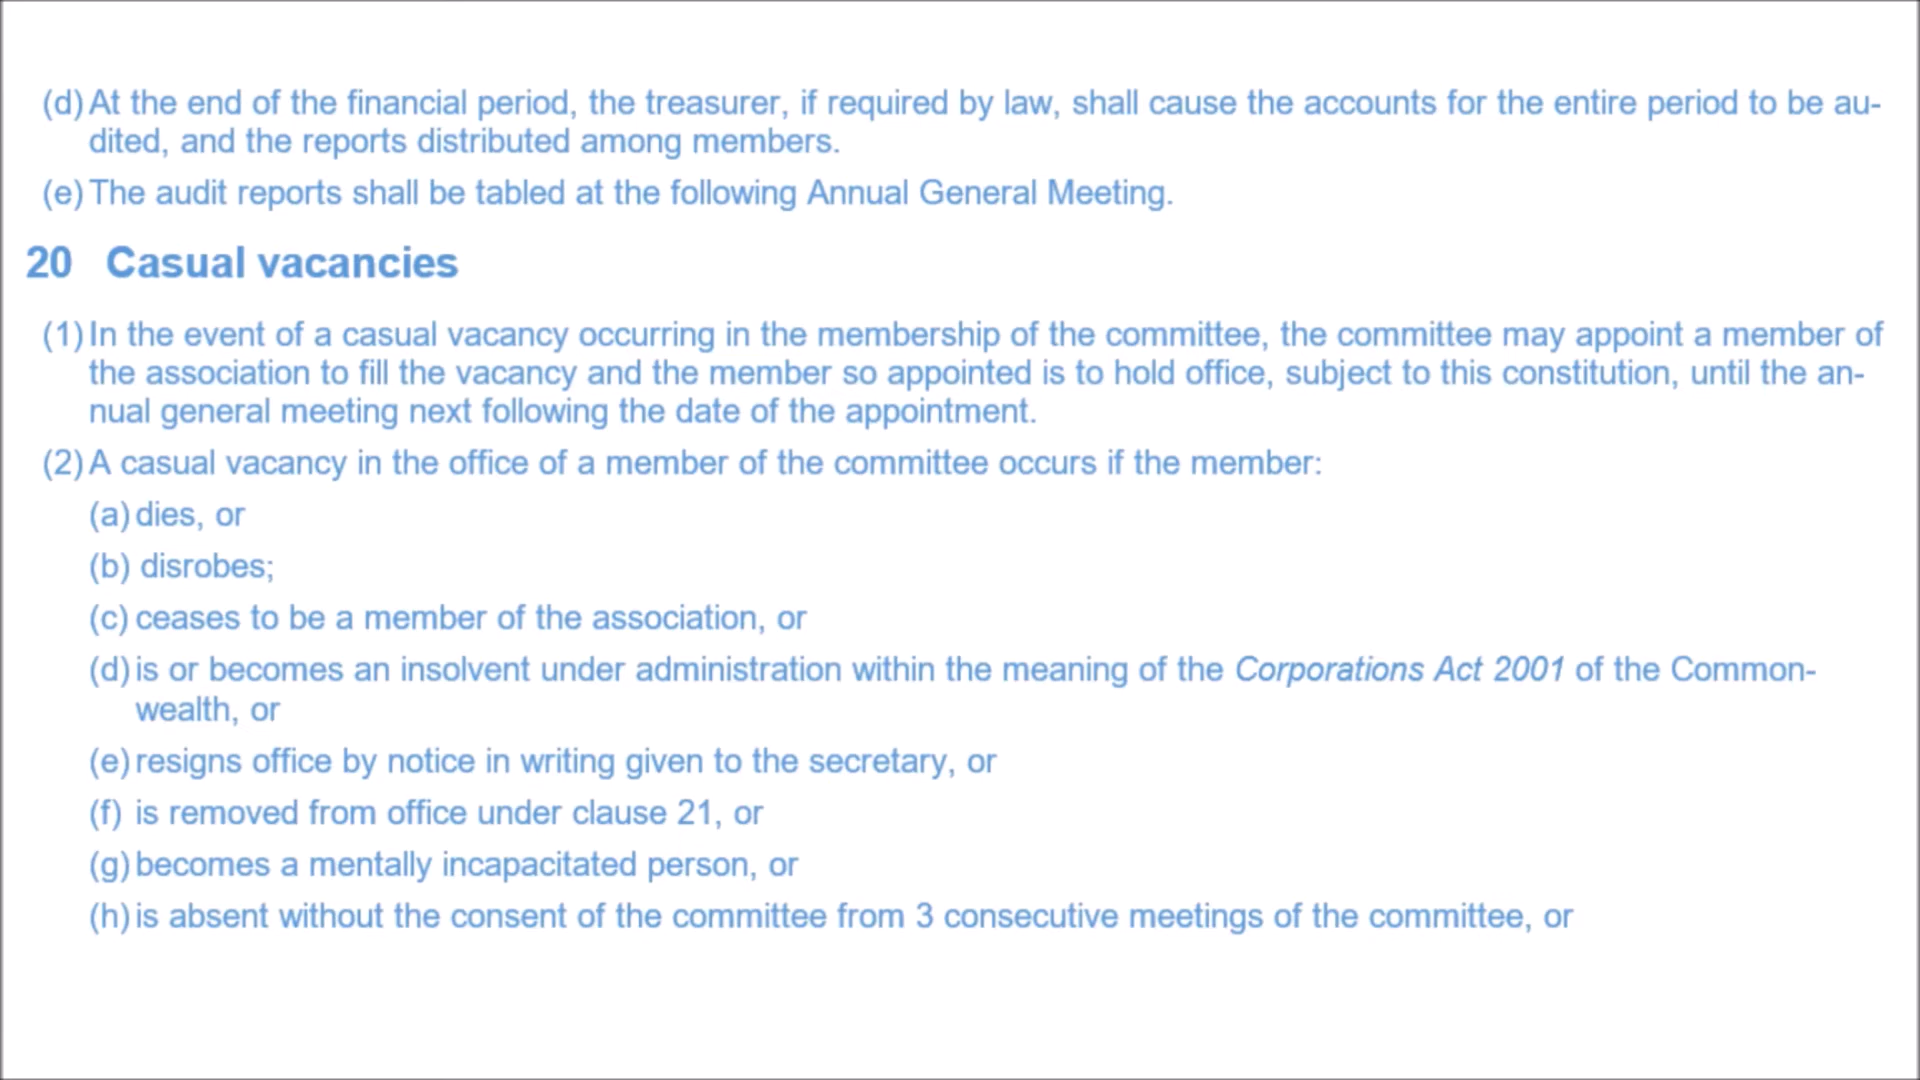 (d) At the end of the financial period, the treasurer, if required by law, shall cause the accounts for the entire period to be au-
dited, and the reports distributed among members.
(e) The audit reports shall be tabled at the following Annual General Meeting.
20 Casual vacancies
(1) In the event of a casual vacancy occurring in the membership of the committee, the committee may appoint a member of
the association to fill the vacancy and the member so appointed is to hold office, subject to this constitution, until the an-
nual general meeting next following the date of the appointment.
(2) A casual vacancy in the office of a member of the committee occurs if the member:
(a) dies, or
(b) disrobes;
(c) ceases to be a member of the association, or
(d) is or becomes an insolvent under administration within the meaning of the Corporations Act 2001 of the Common-
wealth, or
(e) resigns office by notice in writing given to the secretary, or
(f) is removed from office under clause 21, or
(g) becomes a mentally incapacitated person, or
(h) is absent without the consent of the committee from 3 consecutive meetings of the committee, or